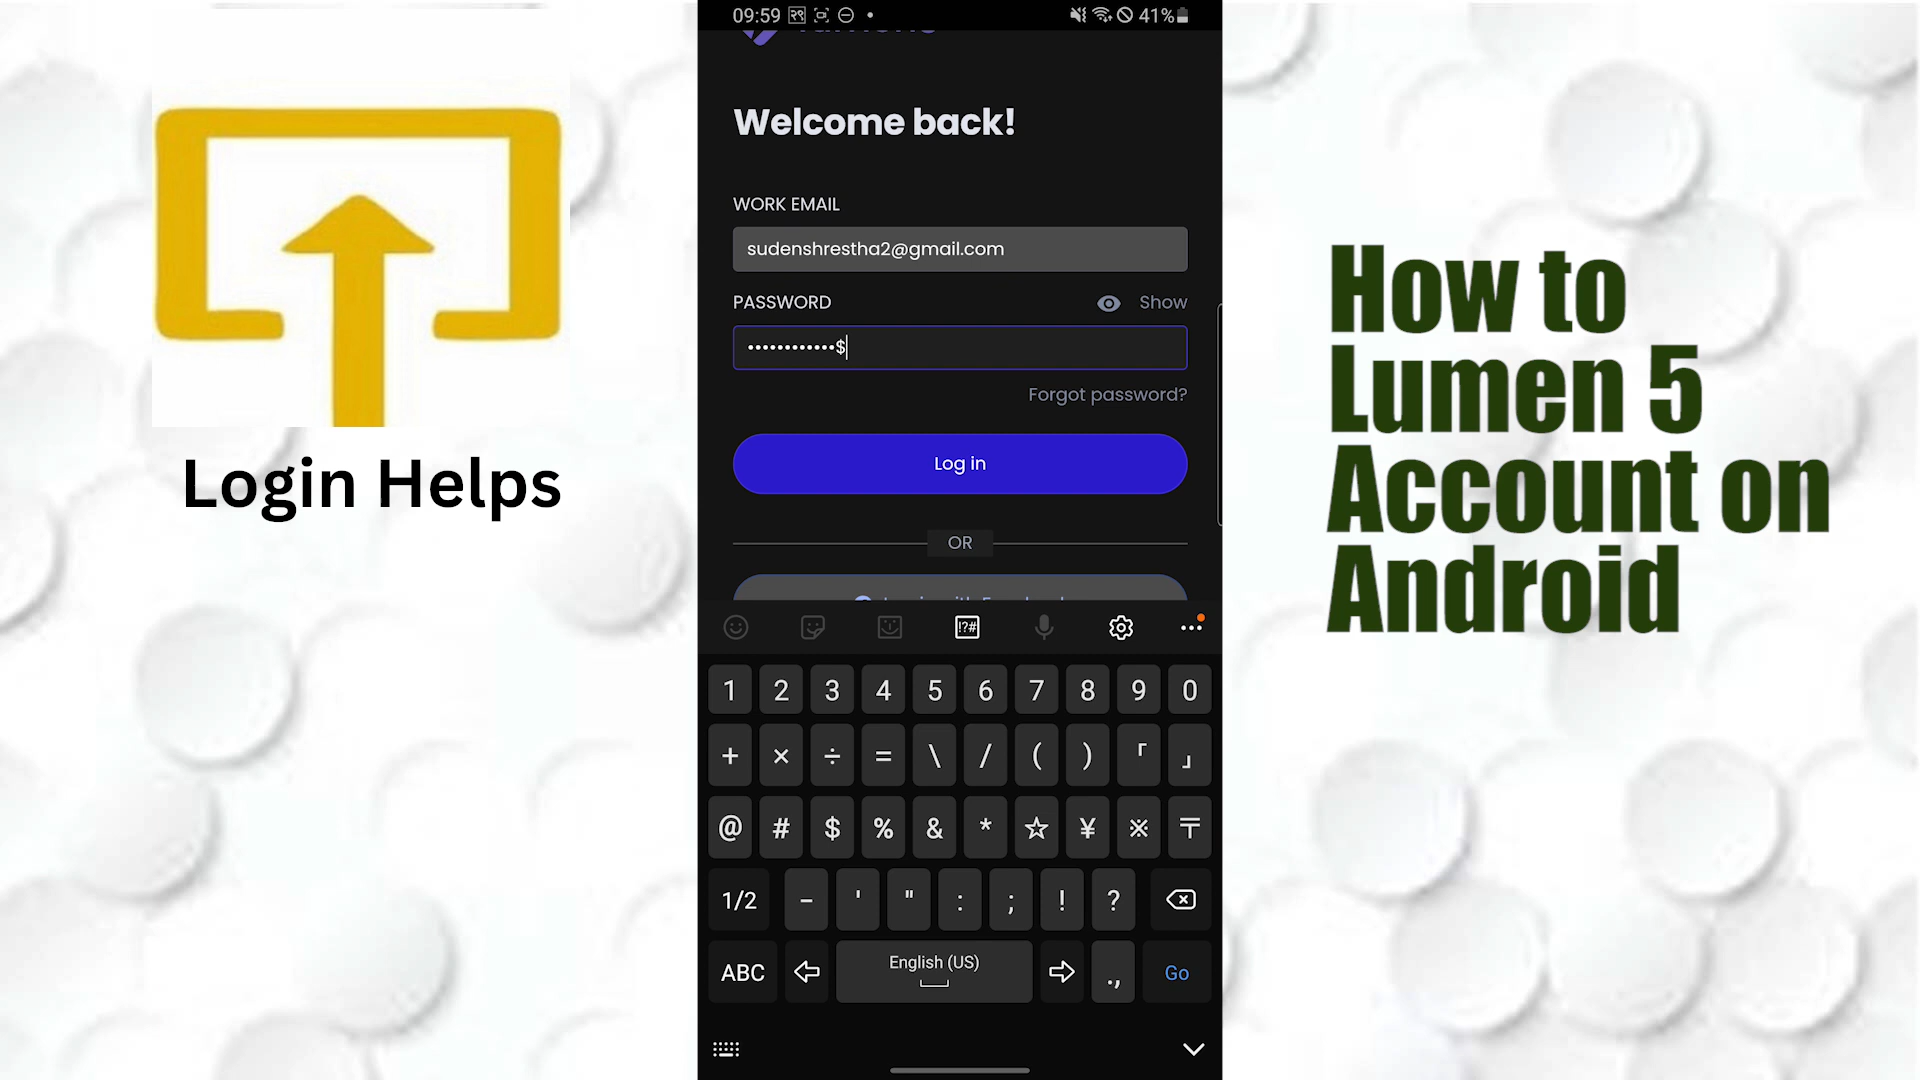 Login Helps
09:59
41%
Welcome back!
WORK EMAIL
sudenshrestha2@gmail.com
PASSWORD
Show
••••••••••••$
Forgot password?
Log in
OR
!?#
1 2 3 4 5 6 7 8 9 0
+ × ÷ = \ / ( ) 「 」
@ # $ % & * ☆ ¥ ※ 〒
1/2 - ' " : ; ! ?
ABC
English (US)
.,
Go
How to
Lumen 5
Account on
Android